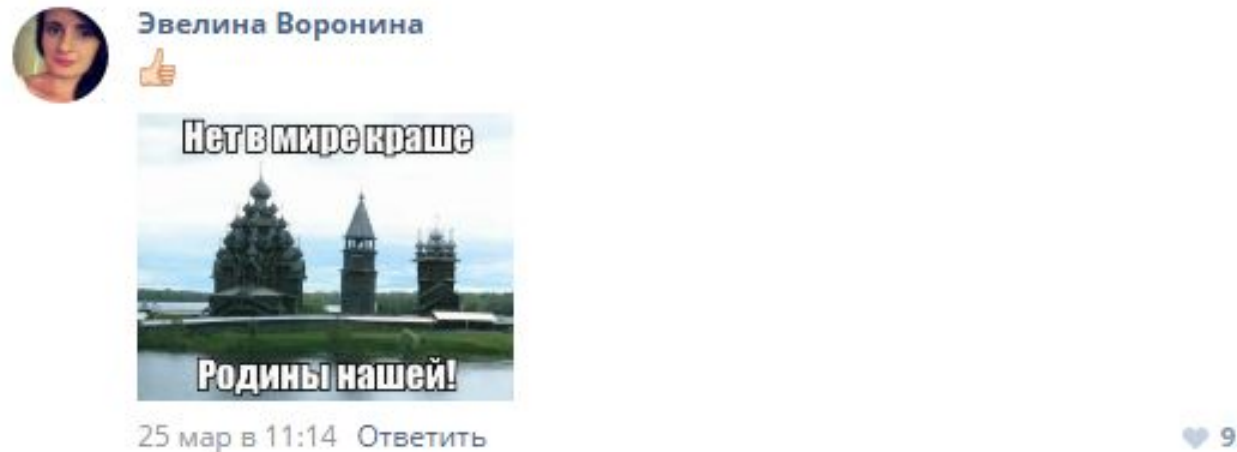 Эвелина Воронина
👍
Нет в мире краше
Родины нашей!
25 мар в 11:14 Ответить
9